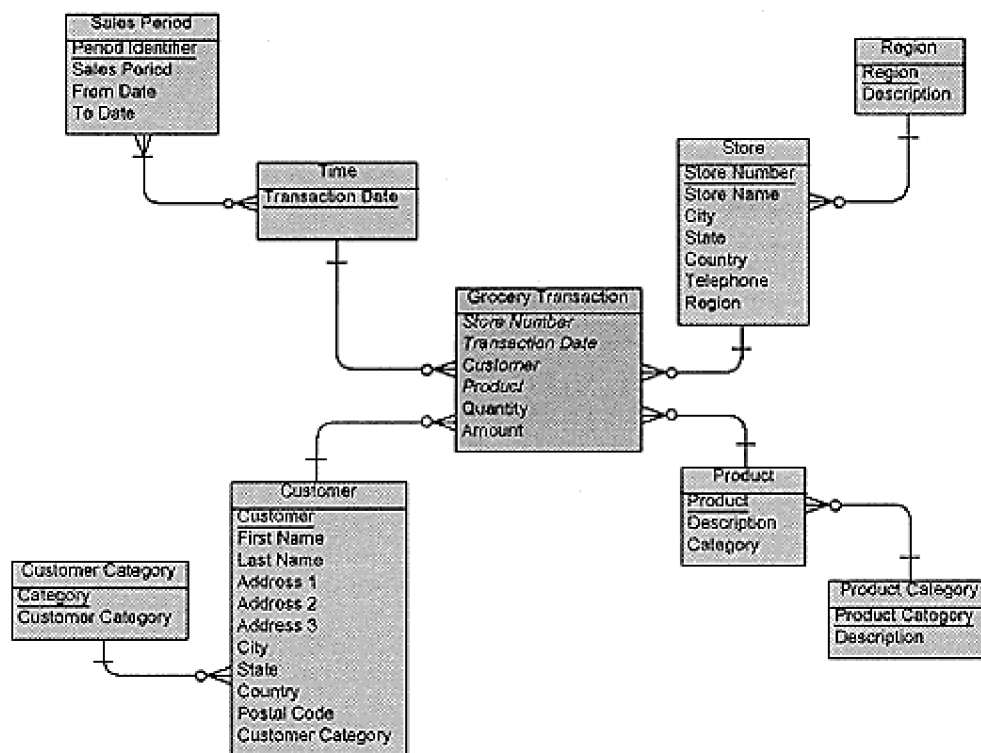 Sales Period
Period Identifier
Sales Period
From Date
To Date
Region
Region
Description
Time
Transaction Date
Store
Store Number
Store Name
City
State
Country
Telephone
Region
Grocery Transaction
Store Number
Transaction Date
Customer
Product
Quantity
Amount
Customer
Customer
First Name
Last Name
Address 1
Address 2
Address 3
City
State
Country
Postal Code
Customer Category
Product
Product
Description
Category
Customer Category
Category
Customer Category
Product Category
Product Category
Description